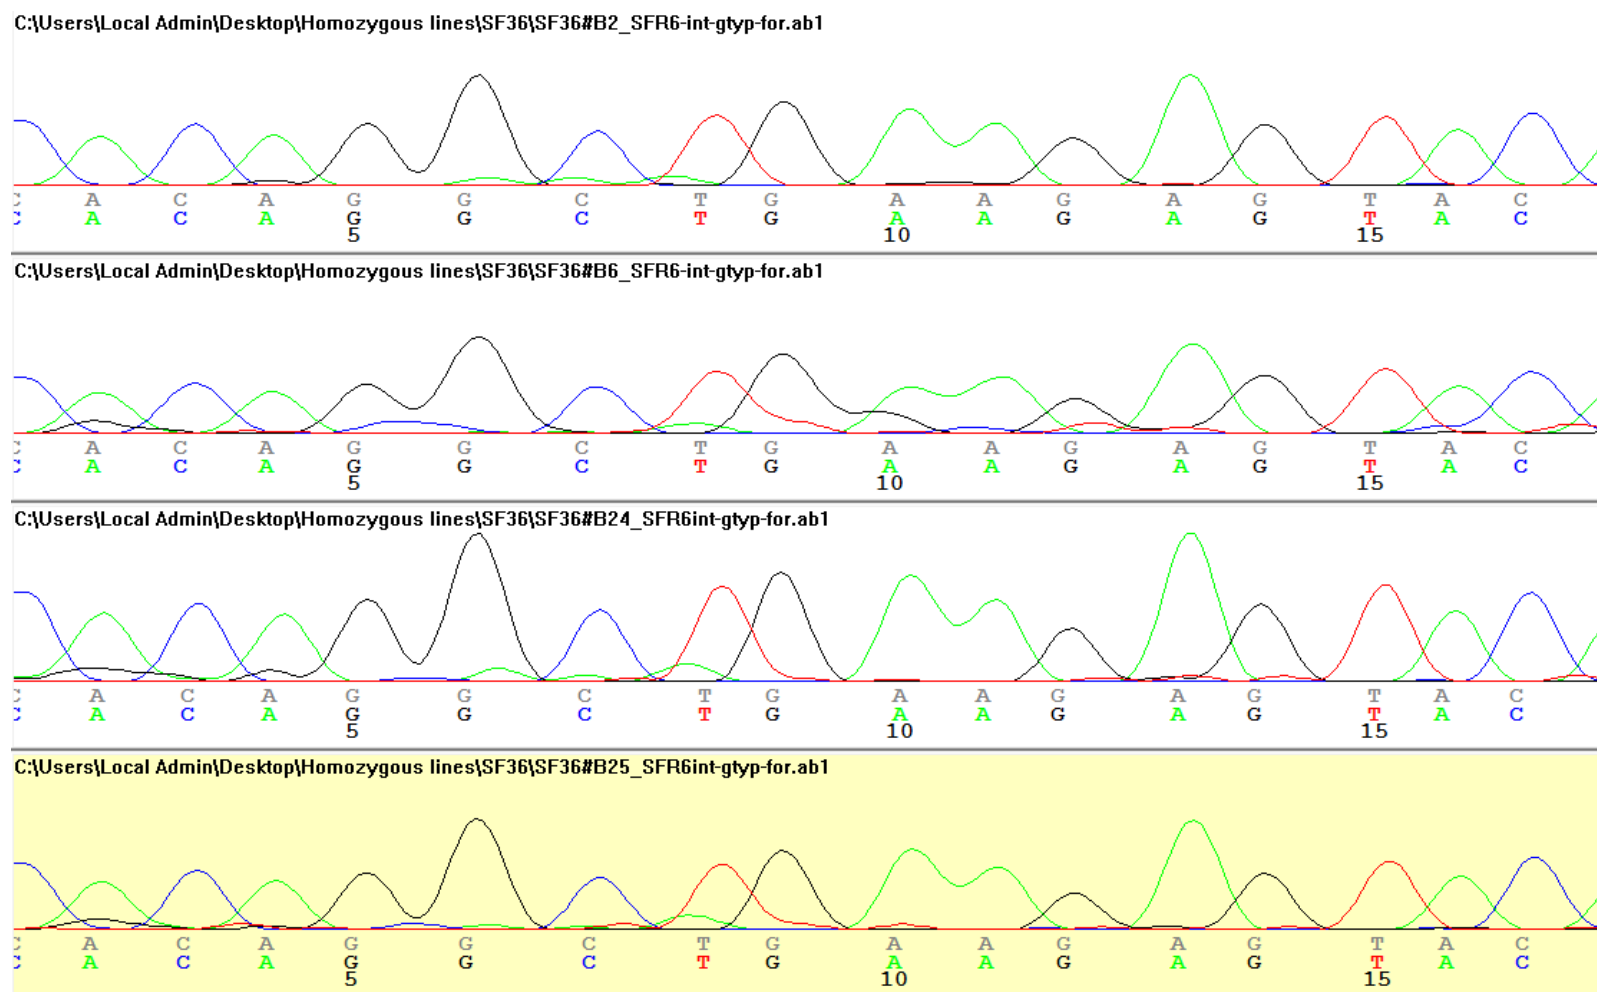 C:\Users\Local Admin\Desktop\Homozygous lines\SF36\SF36#B2_SFR6-int-gtyp-for.ab1
C A C A G G C T G A A G A G T A C
C A C A G G C T G A A G A G T A C
5 10 15
C:\Users\Local Admin\Desktop\Homozygous lines\SF36\SF36#B6_SFR6-int-gtyp-for.ab1
C A C A G G C T G A A G A G T A C
C A C A G G C T G A A G A G T A C
5 10 15
C:\Users\Local Admin\Desktop\Homozygous lines\SF36\SF36#B24_SFR6int-gtyp-for.ab1
C A C A G G C T G A A G A G T A C
C A C A G G C T G A A G A G T A C
5 10 15
C:\Users\Local Admin\Desktop\Homozygous lines\SF36\SF36#B25_SFR6int-gtyp-for.ab1
C A C A G G C T G A A G A G T A C
C A C A G G C T G A A G A G T A C
5 10 15